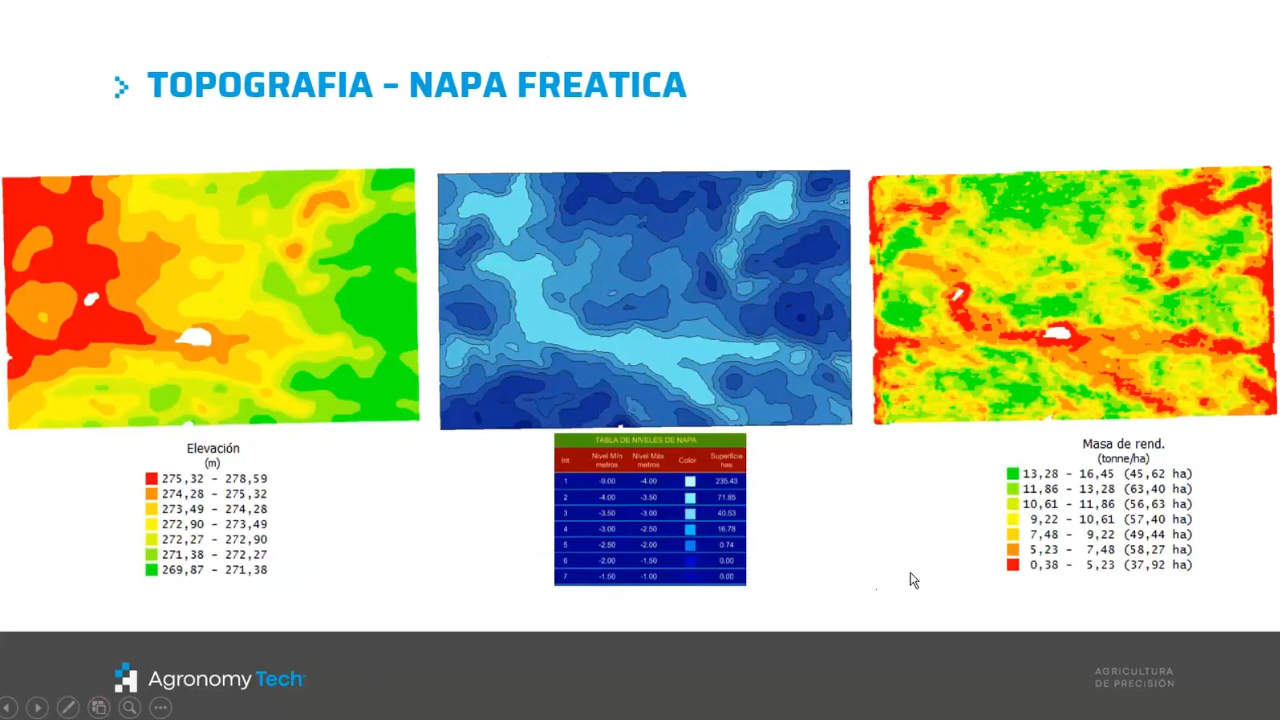 TOPOGRAFIA – NAPA FREATICA
Elevación
(m)
275,32 - 278,59
274,28 - 275,32
273,49 - 274,28
272,90 - 273,49
272,27 - 272,90
271,38 - 272,27
269,87 - 271,38
TABLA DE NIVELES DE NAPA
Int Nivel Mín metros Nivel Máx metros Color Superficie has
1 -9.00 -4.00 235.43
2 -4.00 -3.50 71.85
3 -3.50 -3.00 40.53
4 -3.00 -2.50 16.78
5 -2.50 -2.00 0.74
6 -2.00 -1.50 0.00
7 -1.50 -1.00 0.00
Masa de rend.
(tonne/ha)
13,28 - 16,45 (45,62 ha)
11,86 - 13,28 (63,40 ha)
10,61 - 11,86 (56,63 ha)
9,22 - 10,61 (57,40 ha)
7,48 - 9,22 (49,44 ha)
5,23 - 7,48 (58,27 ha)
0,38 - 5,23 (37,92 ha)
Agronomy Tech
AGRICULTURA
DE PRECISIÓN